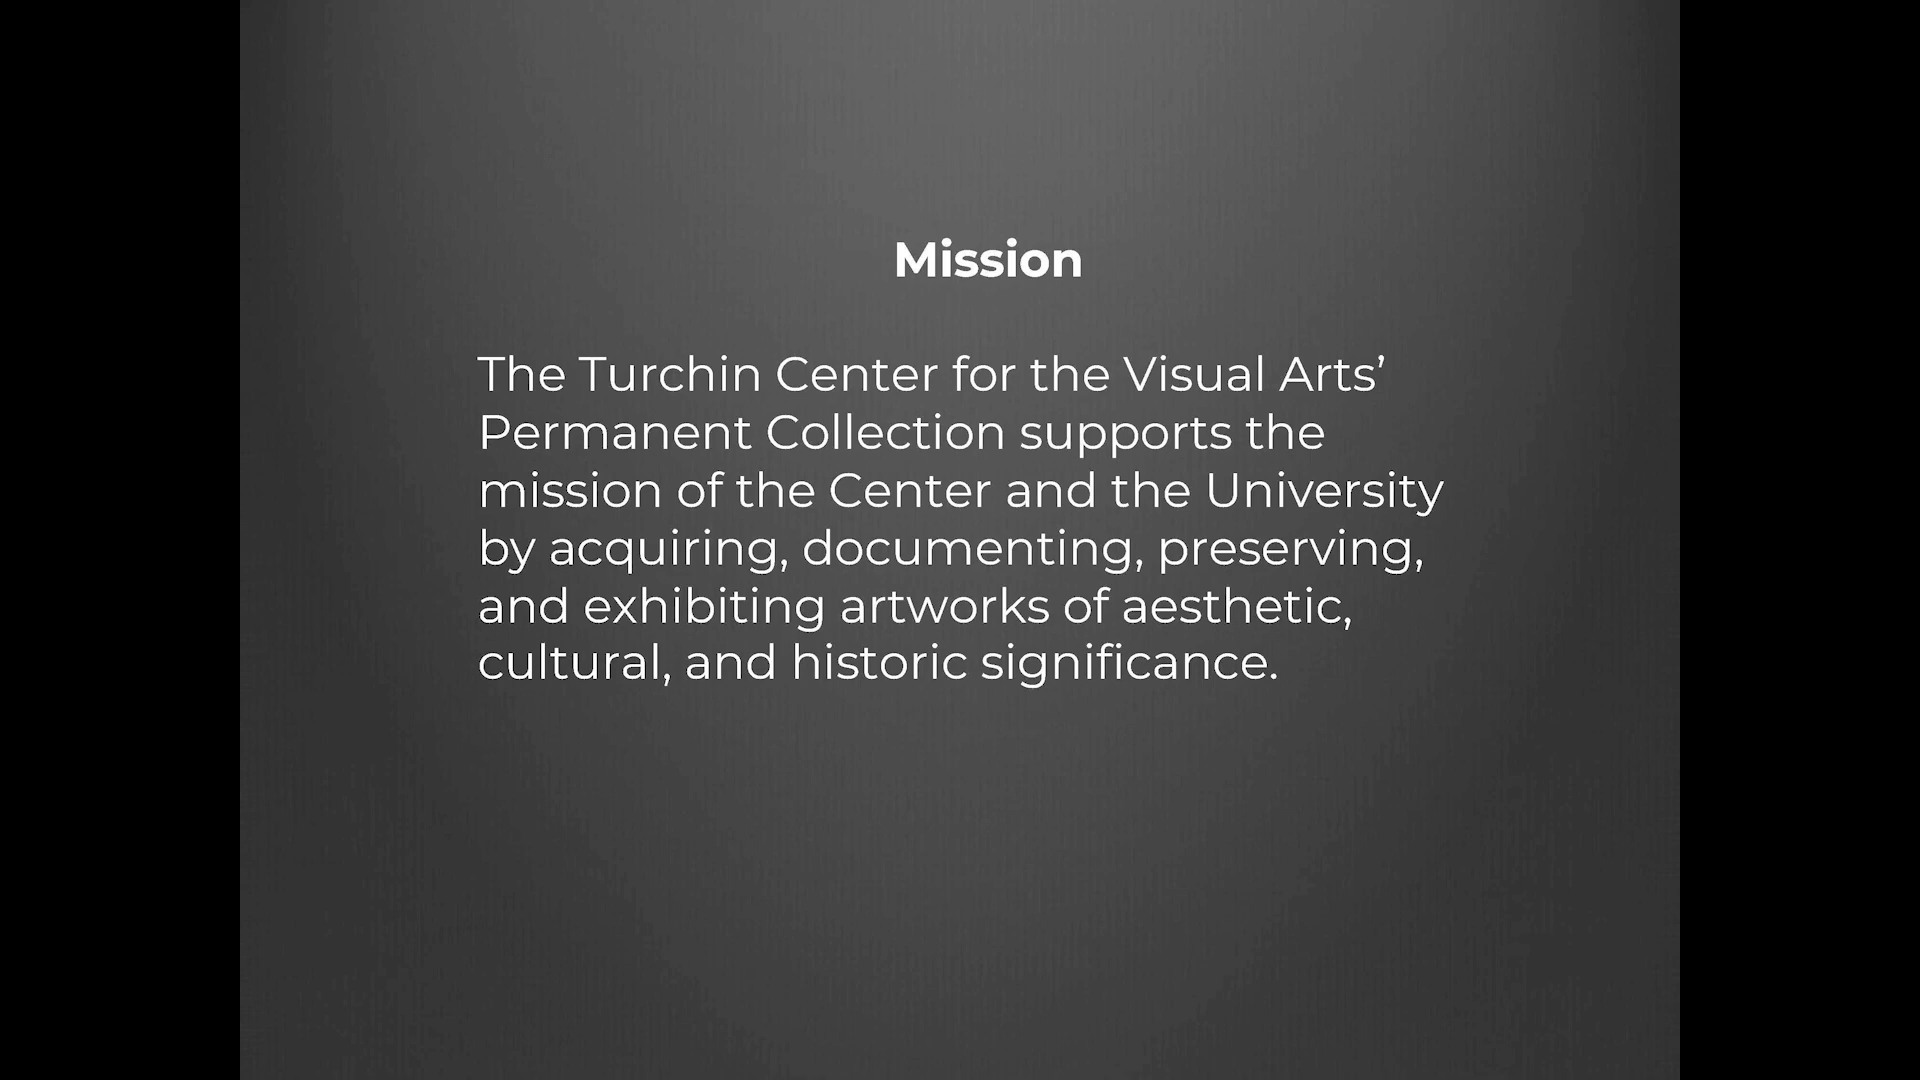 Mission
The Turchin Center for the Visual Arts’
Permanent Collection supports the
mission of the Center and the University
by acquiring, documenting, preserving,
and exhibiting artworks of aesthetic,
cultural, and historic significance.